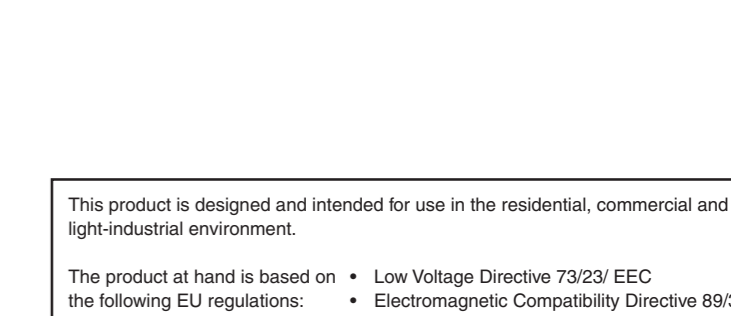 This product is designed and intended for use in the residential, commercial and
light-industrial environment.
The product at hand is based on • Low Voltage Directive 73/23/ EEC
the following EU regulations: • Electromagnetic Compatibility Directive